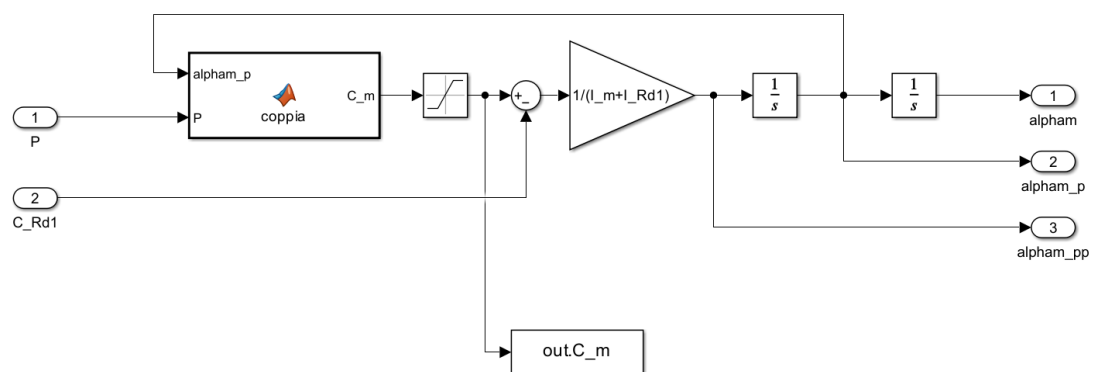 alpham_p
P
C_m
coppia
1
P
2
C_Rd1
+
_
1/(I_m+I_Rd1)
1
s
1
s
1
alpham
2
alpham_p
3
alpham_pp
out.C_m